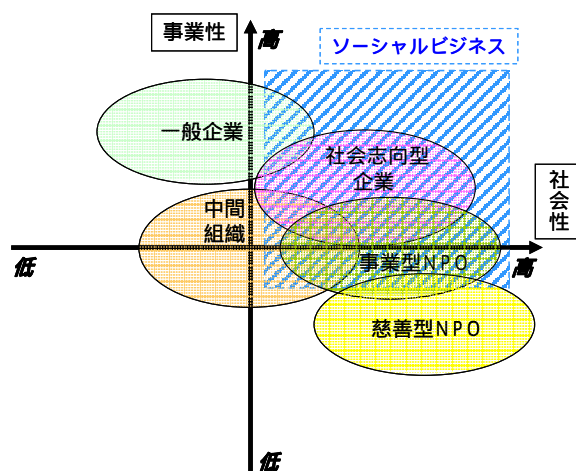 事業性
高
ソーシャルビジネス
一般企業
社会志向型
企業
社会性
中間
組織
低
事業型NPO
高
慈善型NPO
低